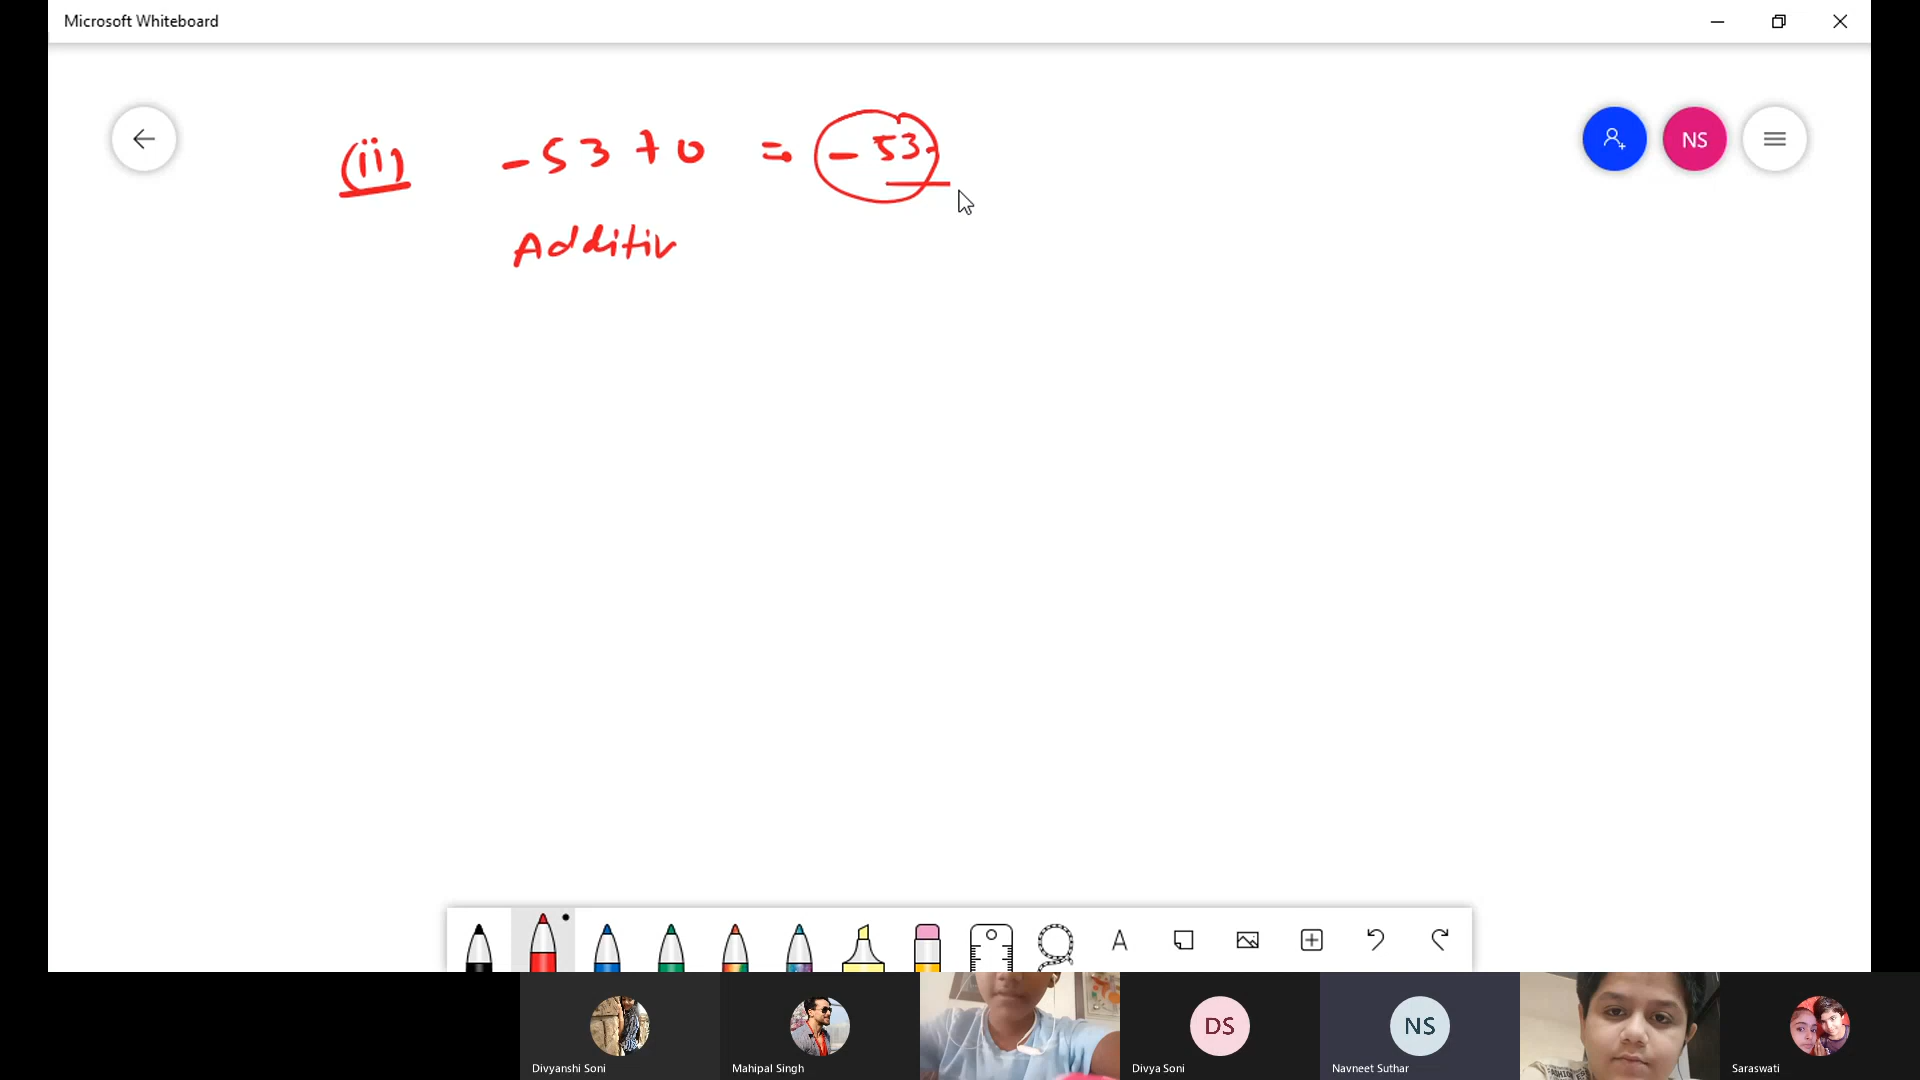 Microsoft Whiteboard
(ii) -53 + 0 = -53.
NS
Additiv
A
DS
NS
Divyanshi Soni
Mahipal Singh
Divya Soni
Navneet Suthar
Saraswati